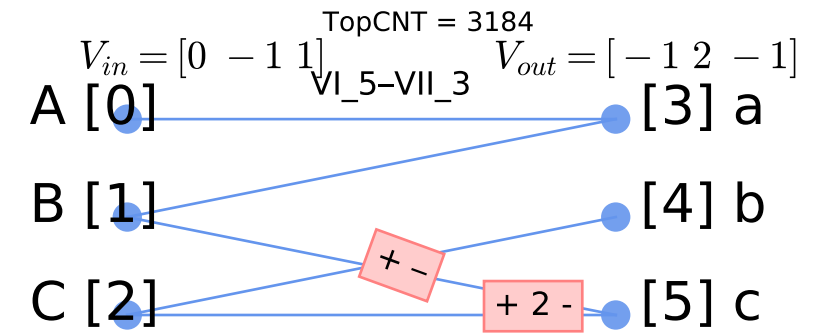 TopCNT = 3184
V_in = [0 −1 1] V_out = [−1 2 −1]
VI_5–VII_3
A [0] [3] a
B [1] [4] b
+ −
C [2] + 2 - [5] c